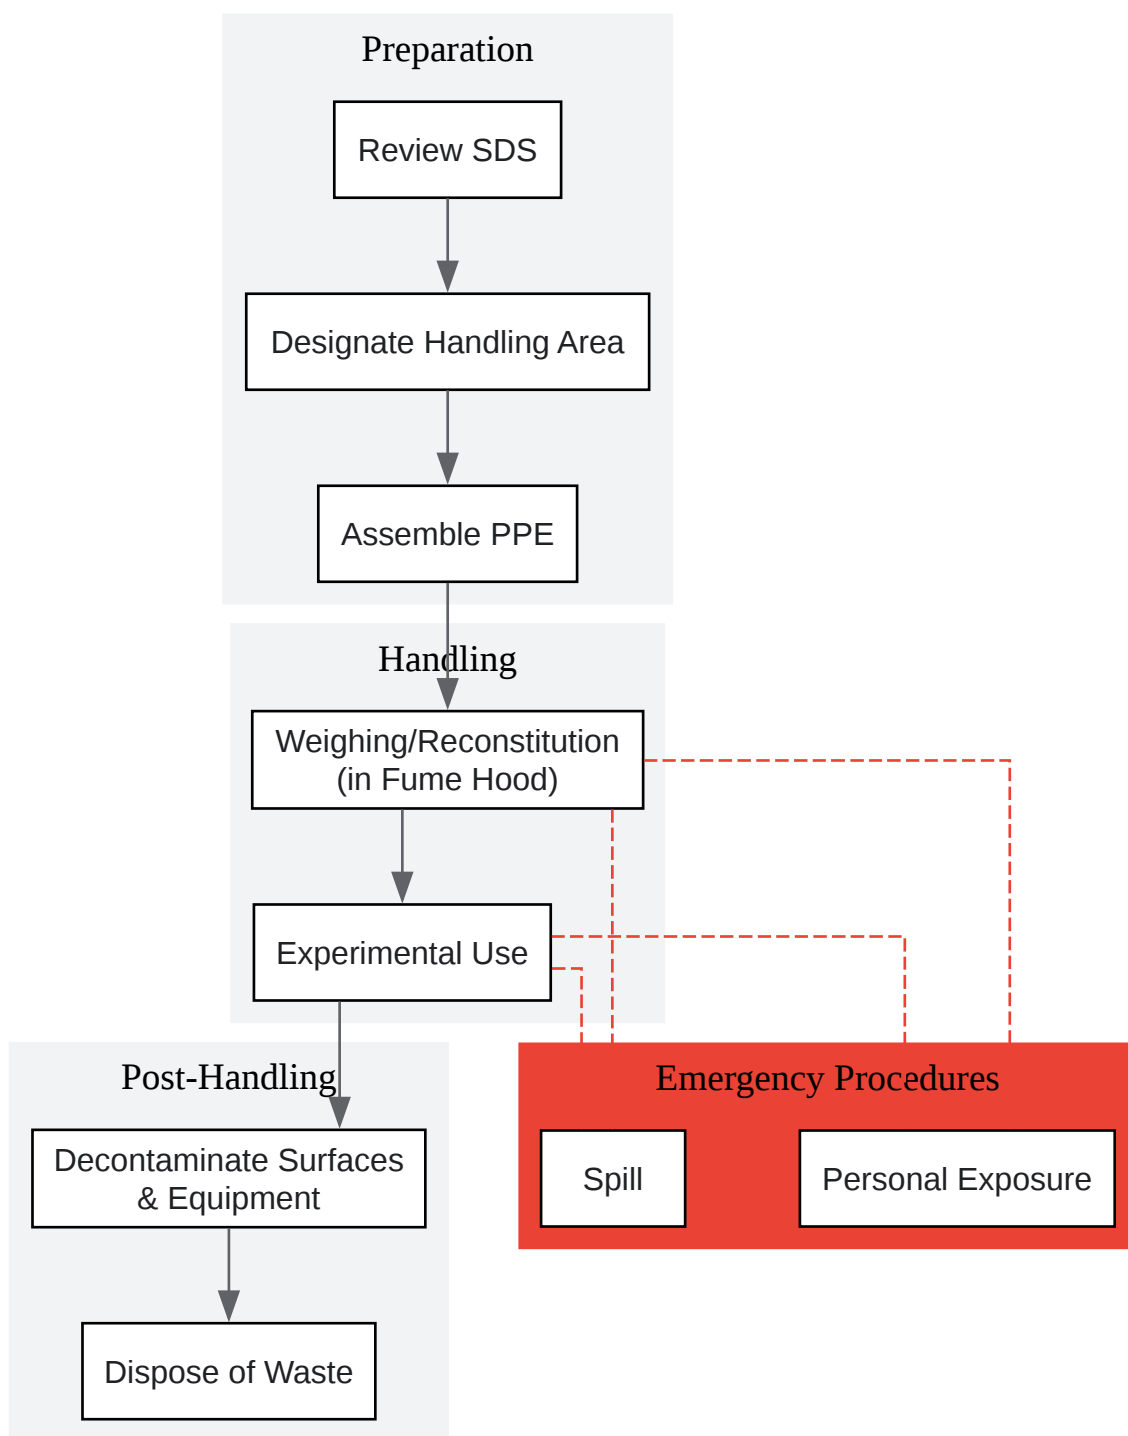 Preparation
Review SDS
Designate Handling Area
Assemble PPE
Handling
Weighing/Reconstitution
(in Fume Hood)
Experimental Use
Post-Handling
Decontaminate Surfaces
& Equipment
Dispose of Waste
Emergency Procedures
Spill
Personal Exposure